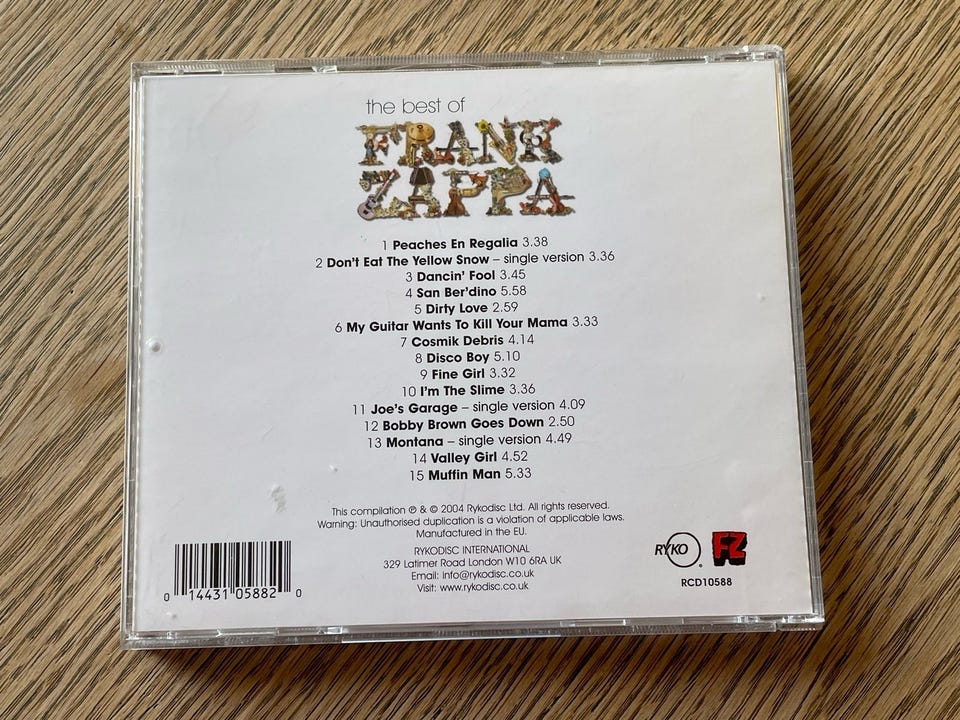 the best of
FRANK
ZAPPA
1 Peaches En Regalia 3.38
2 Don't Eat The Yellow Snow – single version 3.36
3 Dancin' Fool 3.45
4 San Ber'dino 5.58
5 Dirty Love 2.59
6 My Guitar Wants To Kill Your Mama 3.33
7 Cosmik Debris 4.14
8 Disco Boy 5.10
9 Fine Girl 3.32
10 I'm The Slime 3.36
11 Joe's Garage – single version 4.09
12 Bobby Brown Goes Down 2.50
13 Montana – single version 4.49
14 Valley Girl 4.52
15 Muffin Man 5.33
This compilation ℗ & © 2004 Rykodisc Ltd. All rights reserved.
Warning: Unauthorised duplication is a violation of applicable laws.
Manufactured in the EU.
RYKODISC INTERNATIONAL
329 Latimer Road London W10 6RA UK
Email: info@rykodisc.co.uk
Visit: www.rykodisc.co.uk
0 14431 05882 0
RYKO
FZ
RCD10588